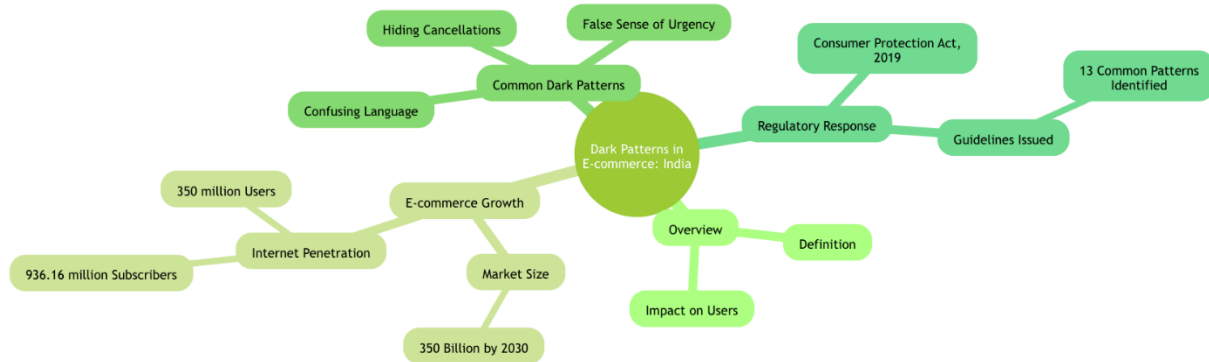 Hiding Cancellations
False Sense of Urgency
Common Dark Patterns
Confusing Language
Consumer Protection Act,
2019
13 Common Patterns
Identified
Regulatory Response
Guidelines Issued
Dark Patterns in
E-commerce: India
350 million Users
E-commerce Growth
Internet Penetration
936.16 million Subscribers
Market Size
350 Billion by 2030
Overview
Definition
Impact on Users